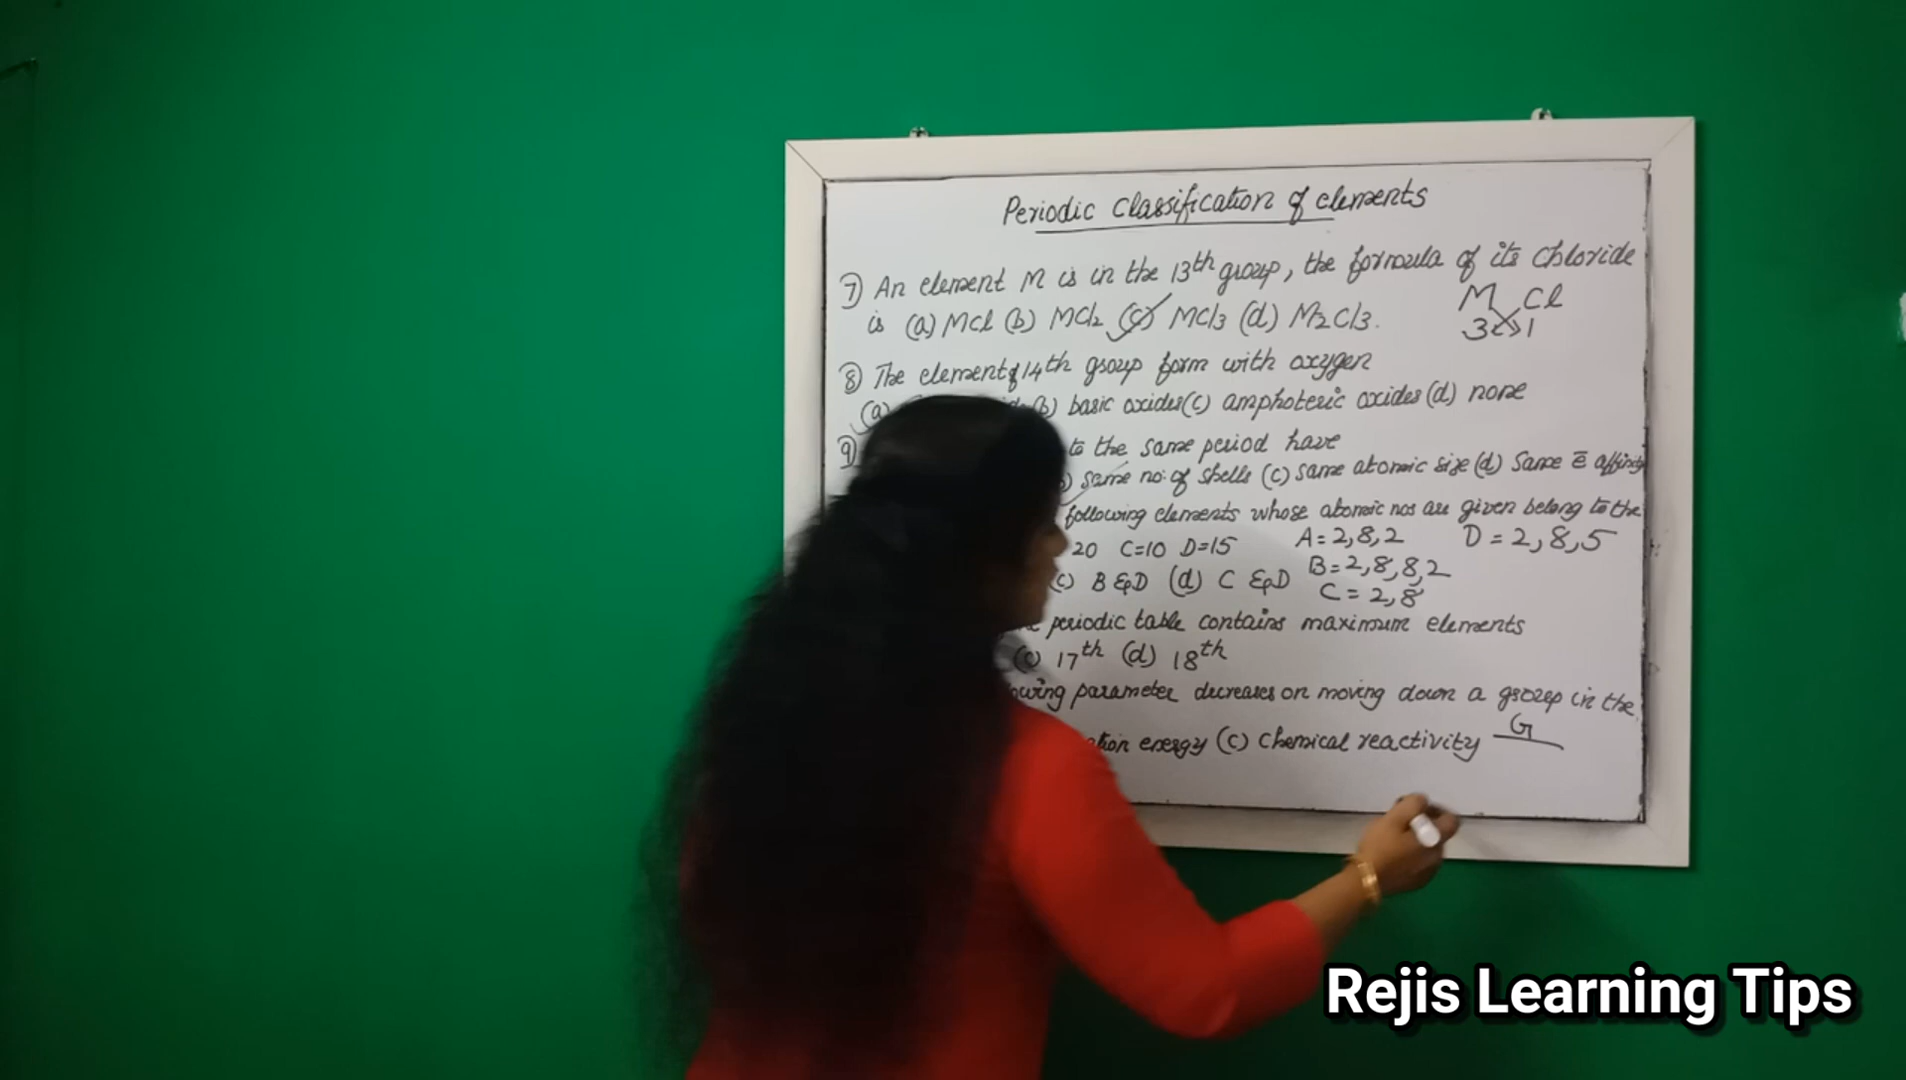 Periodic Classification of elements
7) An element M is in the 13th group, the formula of its chloride
is (a) MCl (b) MCl2 (c) MCl3 (d) M2Cl3.
M Cl
3 1
8) The element of 14th group form with oxygen
(a) (b) basic oxides (c) amphoteric oxides (d) none
9) to the same period have
same no: of shells (c) same atomic size (d) same ē affinity
following elements whose atomic nos are given belong to the
20 C=10 D=15
A = 2,8,2 D = 2,8,5
B = 2,8,8,2
(c) B & D (d) C & D
C = 2,8
periodic table contains maximum elements
(c) 17th (d) 18th
parameter decreases on moving down a group in the
energy (c) chemical reactivity
G
Rejis Learning Tips